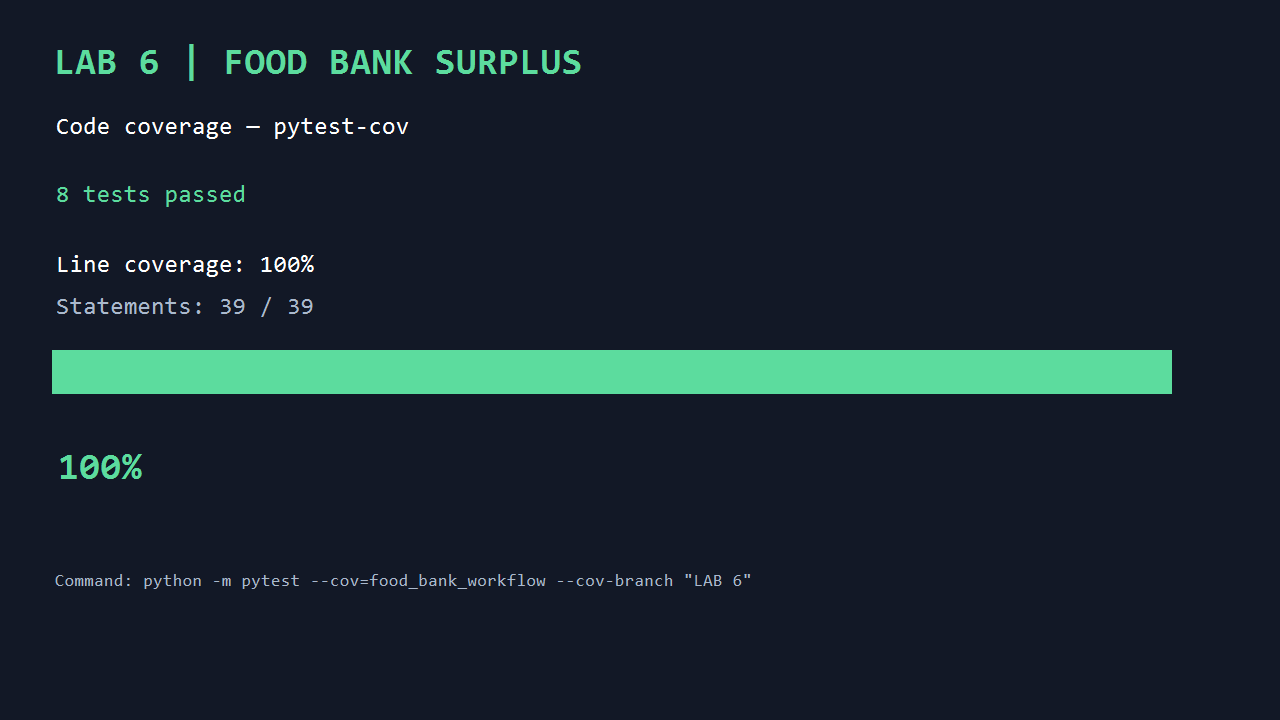 LAB 6 | FOOD BANK SURPLUS
Code coverage — pytest-cov
8 tests passed
Line coverage: 100%
Statements: 39 / 39
100%
Command: python -m pytest --cov=food_bank_workflow --cov-branch "LAB 6"